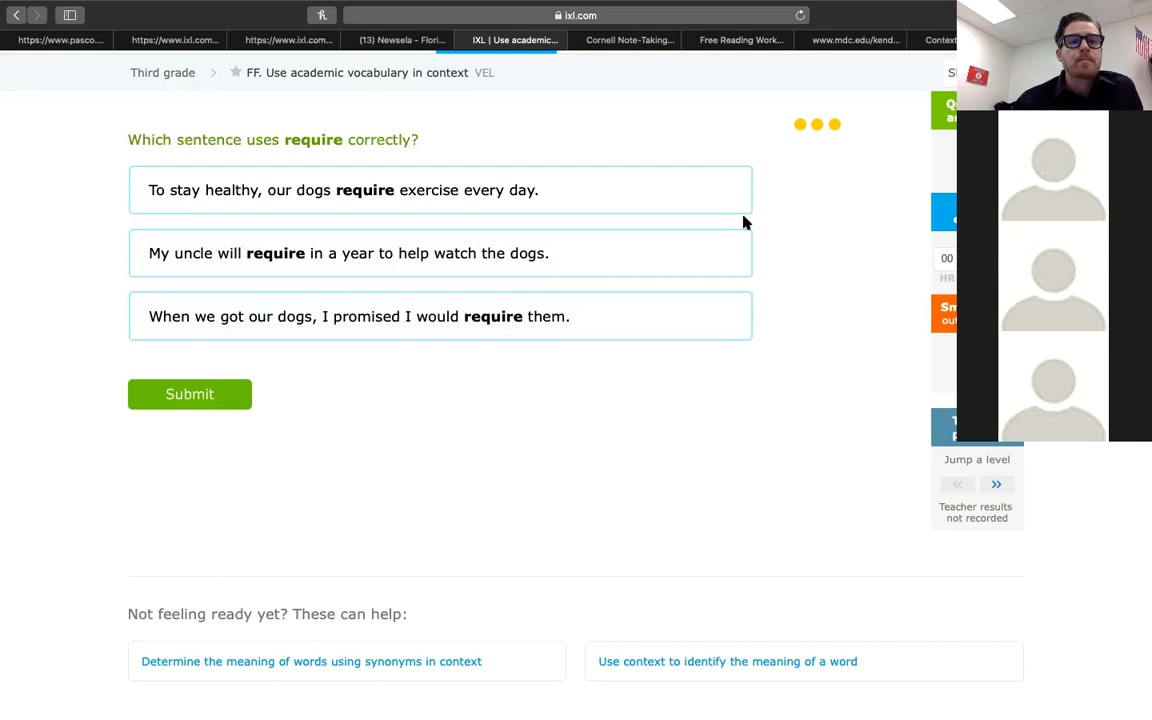 ixl.com
https://www.pasco....
https://www.ixl.com...
https://www.ixl.com...
(13) Newsela - Flori...
IXL | Use academic...
Cornell Note-Taking...
Free Reading Work...
www.mdc.edu/kend...
Context
Third grade > FF. Use academic vocabulary in context VEL
Which sentence uses require correctly?
To stay healthy, our dogs require exercise every day.
My uncle will require in a year to help watch the dogs.
When we got our dogs, I promised I would require them.
Submit
00
HR
Sm
out
Jump a level
<< >>
Teacher results
not recorded
Not feeling ready yet? These can help:
Determine the meaning of words using synonyms in context
Use context to identify the meaning of a word